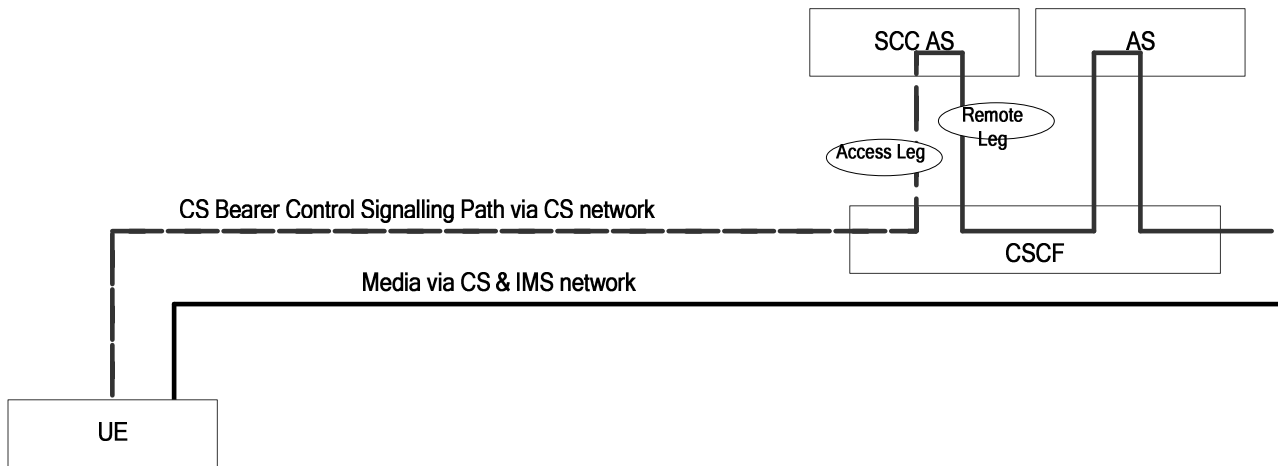 SCC AS
AS
Remote
Leg
Access Leg
CS Bearer Control Signalling Path via CS network
CSCF
Media via CS & IMS network
UE